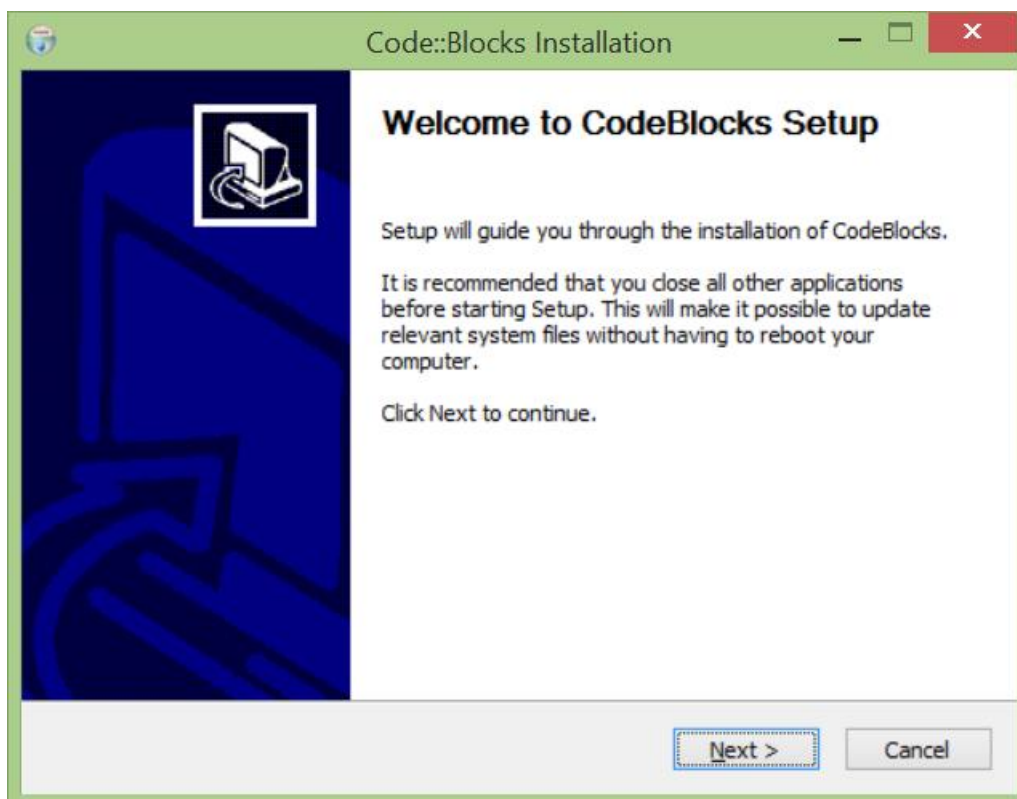 Code::Blocks Installation
Welcome to CodeBlocks Setup
Setup will guide you through the installation of CodeBlocks.
It is recommended that you close all other applications
before starting Setup. This will make it possible to update
relevant system files without having to reboot your
computer.
Click Next to continue.
Next >
Cancel